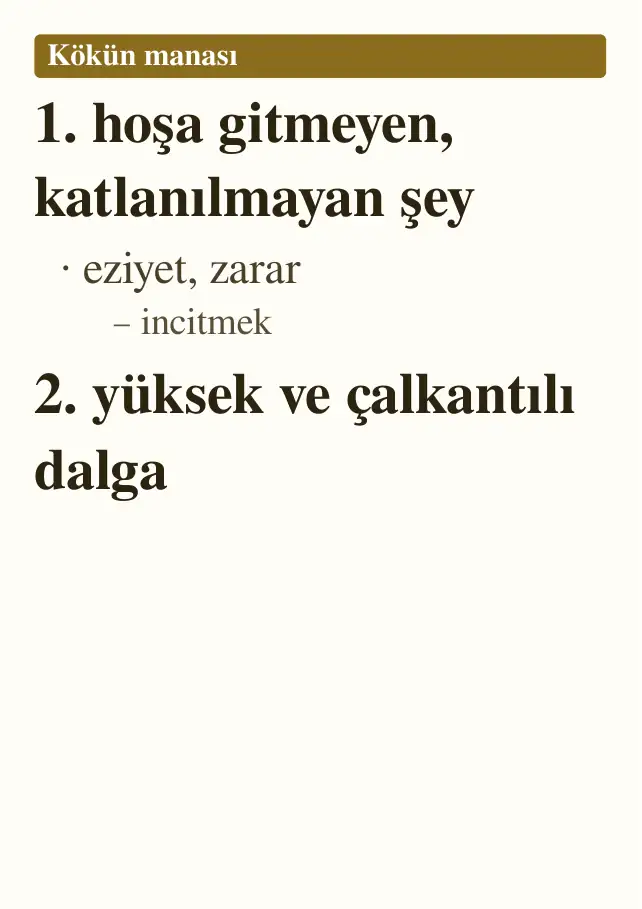 Kökün manası
1. hoşa gitmeyen,
katlanılmayan şey
· eziyet, zarar
– incitmek
2. yüksek ve çalkantılı
dalga